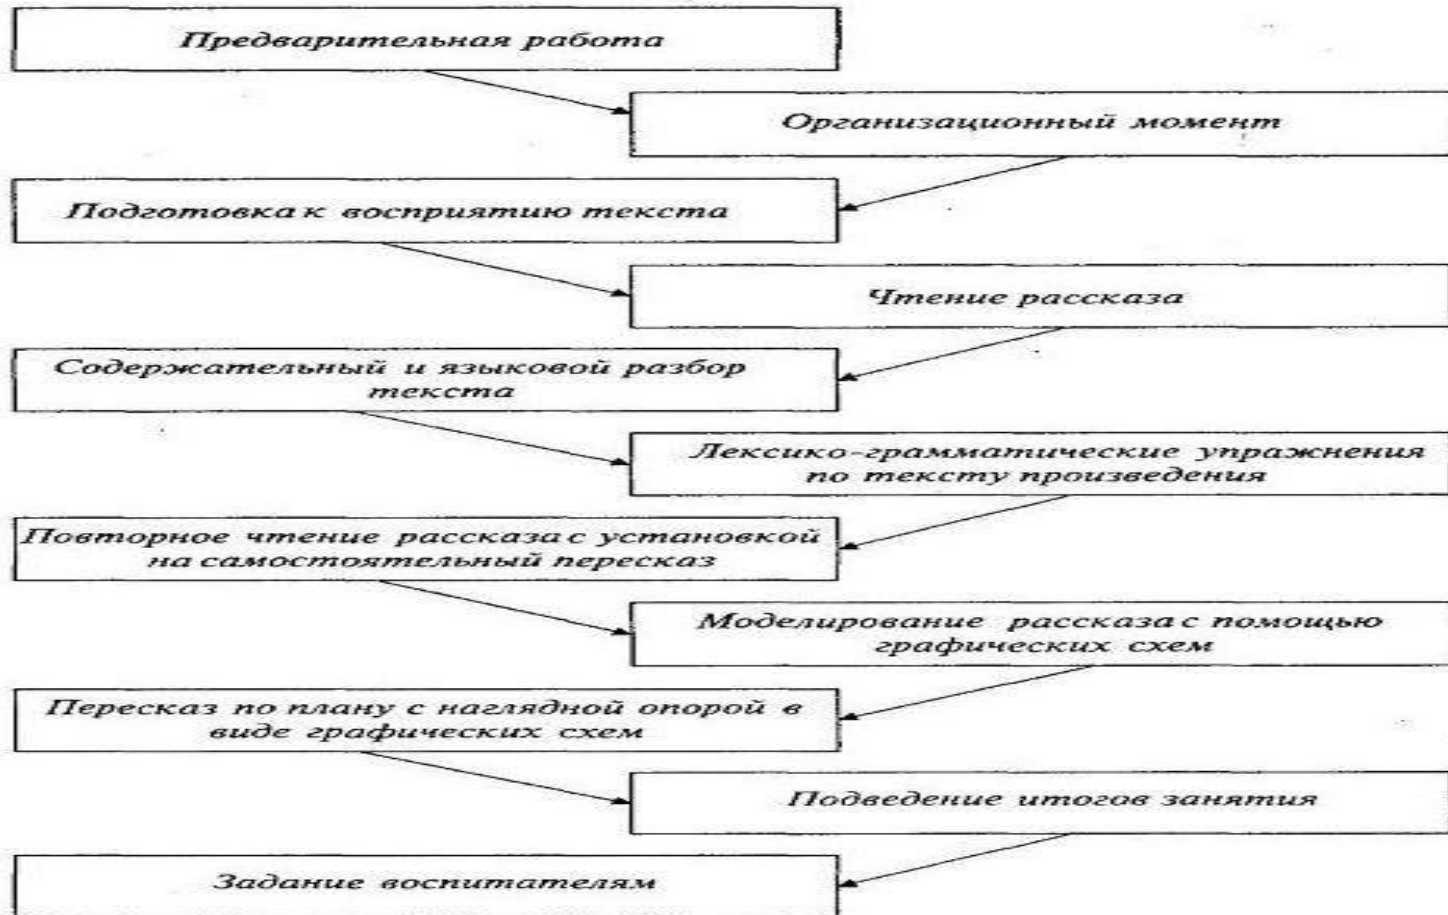 Предварительная работа
Организационный момент
Подготовка к восприятию текста
Чтение рассказа
Содержательный и языковой разбор
текста
Лексико-грамматические упражнения
по тексту произведения
Повторное чтение рассказа с установкой
на самостоятельный пересказ
Моделирование рассказа с помощью
графических схем
Пересказ по плану с наглядной опорой в
виде графических схем
Подведение итогов занятия
Задание воспитателям